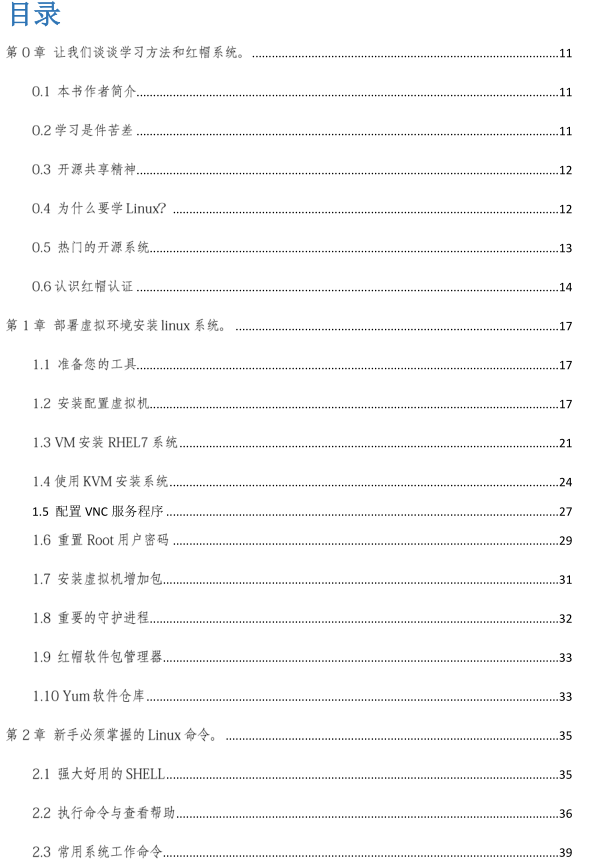 目录
第 0 章 让我们谈谈学习方法和红帽系统。 ........11
0.1 本书作者简介........11
0.2 学习是件苦差........11
0.3 开源共享精神........12
0.4 为什么要学 Linux? ........12
0.5 热门的开源系统........13
0.6 认识红帽认证........14
第 1 章 部署虚拟环境安装 linux 系统。 ........17
1.1 准备您的工具........17
1.2 安装配置虚拟机........17
1.3 VM 安装 RHEL7 系统........21
1.4 使用 KVM 安装系统........24
1.5 配置 VNC 服务程序........27
1.6 重置 Root 用户密码........29
1.7 安装虚拟机增加包........31
1.8 重要的守护进程........32
1.9 红帽软件包管理器........33
1.10 Yum 软件仓库........33
第 2 章 新手必须掌握的 Linux 命令。 ........35
2.1 强大好用的 SHELL........35
2.2 执行命令与查看帮助........36
2.3 常用系统工作命令........39